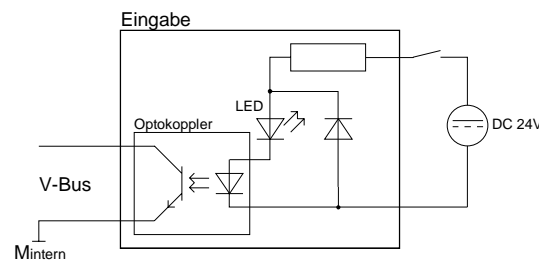 Eingabe
LED
Optokoppler
DC 24V
V-Bus
Mintern